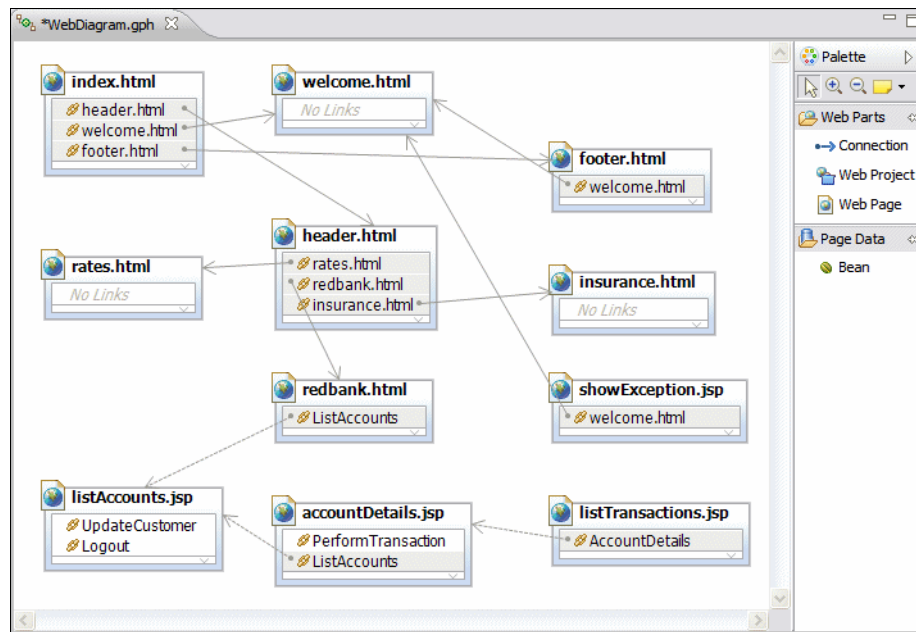 *WebDiagram.gph
index.html
header.html
welcome.html
footer.html
welcome.html
No Links
footer.html
welcome.html
header.html
rates.html
redbank.html
insurance.html
rates.html
No Links
insurance.html
No Links
redbank.html
ListAccounts
showException.jsp
welcome.html
listAccounts.jsp
UpdateCustomer
Logout
accountDetails.jsp
PerformTransaction
ListAccounts
listTransactions.jsp
AccountDetails
Palette
Web Parts
Connection
Web Project
Web Page
Page Data
Bean